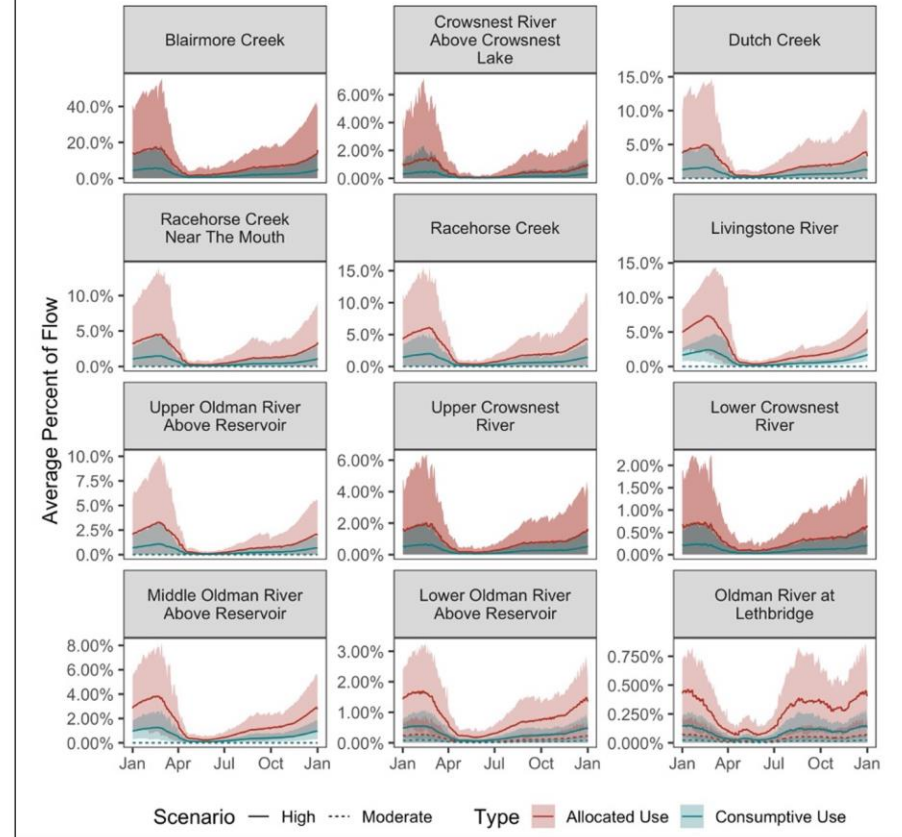 Blairmore Creek
Crowsnest River
Above Crowsnest
Lake
Dutch Creek
40.0%
20.0%
0.0%
6.00%
4.00%
2.00%
0.00%
15.0%
10.0%
5.0%
0.0%
Racehorse Creek
Near The Mouth
Racehorse Creek
Livingstone River
10.0%
5.0%
0.0%
15.0%
10.0%
5.0%
0.0%
15.0%
10.0%
5.0%
0.0%
Average Percent of Flow
Upper Oldman River
Above Reservoir
Upper Crowsnest
River
Lower Crowsnest
River
10.0%
7.5%
5.0%
2.5%
0.0%
6.00%
4.00%
2.00%
0.00%
2.00%
1.50%
1.00%
0.50%
0.00%
Middle Oldman River
Above Reservoir
Lower Oldman River
Above Reservoir
Oldman River at
Lethbridge
8.00%
6.00%
4.00%
2.00%
0.00%
3.00%
2.00%
1.00%
0.00%
0.750%
0.500%
0.250%
0.000%
Jan Apr Jul Oct Jan
Jan Apr Jul Oct Jan
Jan Apr Jul Oct Jan
Scenario High Moderate Type Allocated Use Consumptive Use